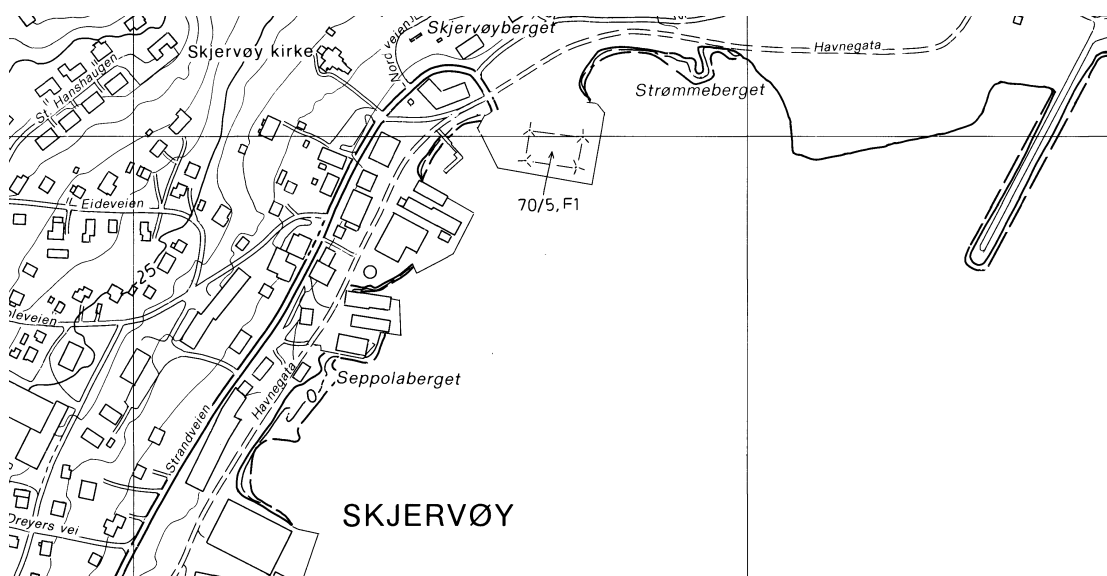 Skjervøyberget
Nordveien
Havnegata
Skjervøy kirke
St. Hanshaugen
Strømmeberget
70/5, F1
Eideveien
25
leveien
Seppolaberget
Havnegata
0
Strandveien
SKJERVØY
Dreyers vei